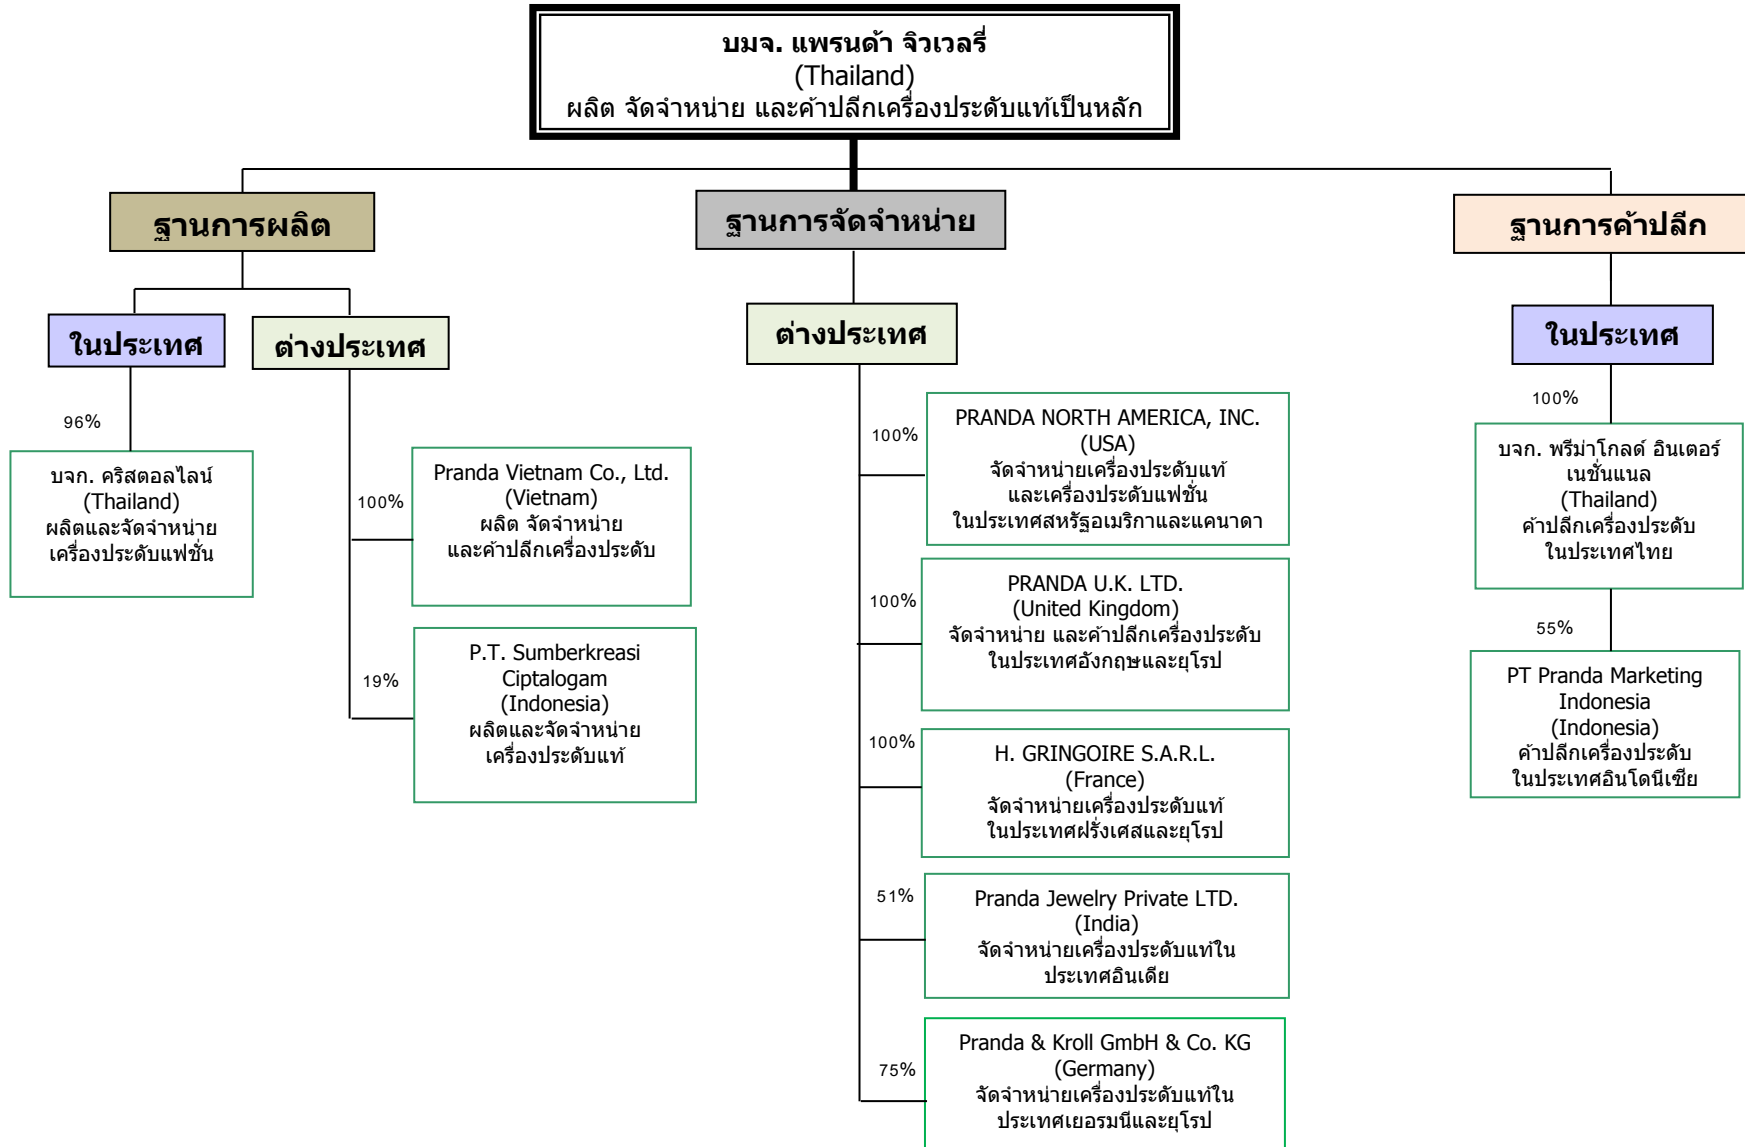 บมจ. แพรนด้า จิวเวลรี่
(Thailand)
ผลิต จัดจำหน่าย และค้าปลีกเครื่องประดับแท้เป็นหลัก
ฐานการผลิต
ฐานการจัดจำหน่าย
ฐานการค้าปลีก
ในประเทศ
ต่างประเทศ
ต่างประเทศ
ในประเทศ
96%
บจก. คริสตอลไลน์
(Thailand)
ผลิตและจัดจำหน่าย
เครื่องประดับแฟชั่น
100%
Pranda Vietnam Co., Ltd.
(Vietnam)
ผลิต จัดจำหน่าย
และค้าปลีกเครื่องประดับ
19%
P.T. Sumberkreasi
Ciptalogam
(Indonesia)
ผลิตและจัดจำหน่าย
เครื่องประดับแท้
100%
PRANDA NORTH AMERICA, INC.
(USA)
จัดจำหน่ายเครื่องประดับแท้
และเครื่องประดับแฟชั่น
ในประเทศสหรัฐอเมริกาและแคนาดา
100%
PRANDA U.K. LTD.
(United Kingdom)
จัดจำหน่าย และค้าปลีกเครื่องประดับ
ในประเทศอังกฤษและยุโรป
100%
H. GRINGOIRE S.A.R.L.
(France)
จัดจำหน่ายเครื่องประดับแท้
ในประเทศฝรั่งเศสและยุโรป
51%
Pranda Jewelry Private LTD.
(India)
จัดจำหน่ายเครื่องประดับแท้ใน
ประเทศอินเดีย
75%
Pranda & Kroll GmbH & Co. KG
(Germany)
จัดจำหน่ายเครื่องประดับแท้ใน
ประเทศเยอรมนีและยุโรป
100%
บจก. พรีม่าโกลด์ อินเตอร์
เนชั่นแนล
(Thailand)
ค้าปลีกเครื่องประดับ
ในประเทศไทย
55%
PT Pranda Marketing
Indonesia
(Indonesia)
ค้าปลีกเครื่องประดับ
ในประเทศอินโดนีเซีย